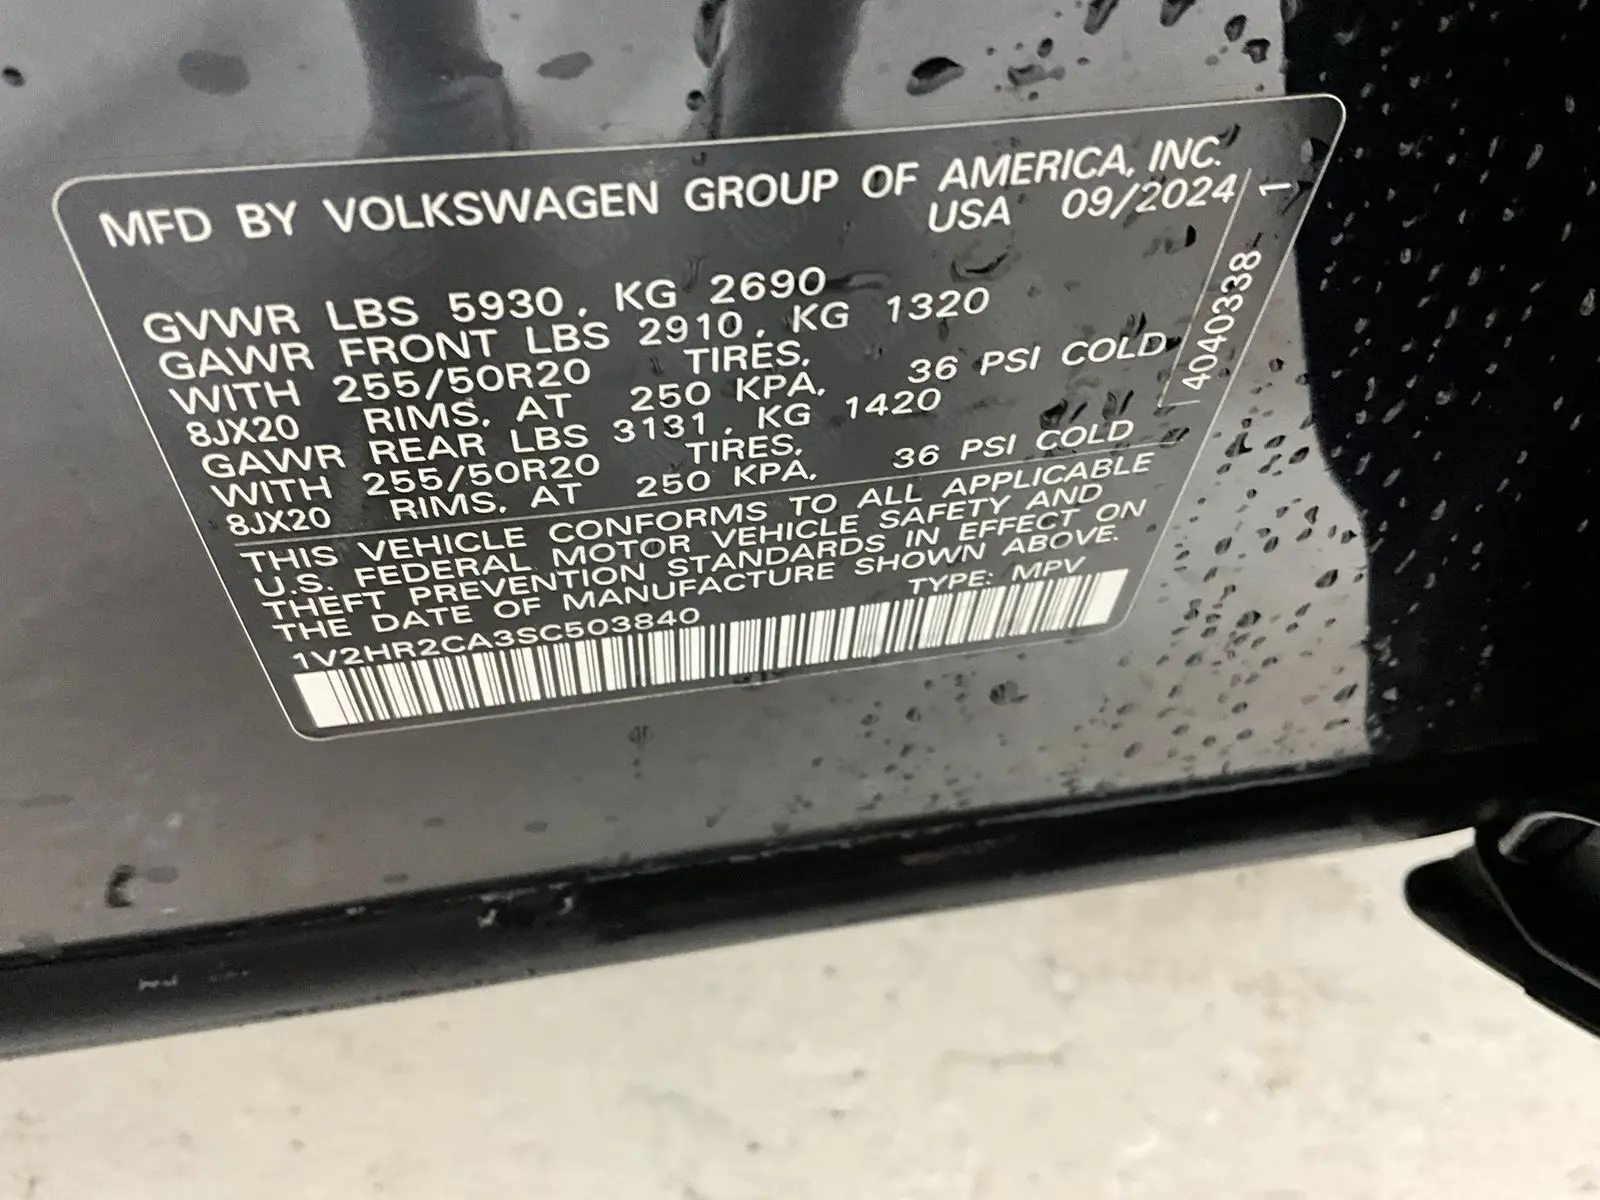 MFD BY VOLKSWAGEN GROUP OF AMERICA, INC.
USA 09/2024
GVWR LBS 5930, KG 2690
GAWR FRONT LBS 2910, KG 1320
WITH 255/50R20 TIRES,
8JX20 RIMS, AT 250 KPA, 36 PSI COLD
GAWR REAR LBS 3131, KG 1420
WITH 255/50R20 TIRES,
8JX20 RIMS, AT 250 KPA, 36 PSI COLD
THIS VEHICLE CONFORMS TO ALL APPLICABLE
U.S. FEDERAL MOTOR VEHICLE SAFETY AND
THEFT PREVENTION STANDARDS IN EFFECT ON
THE DATE OF MANUFACTURE SHOWN ABOVE.
1V2HR2CA3SC503840 TYPE: MPV
4040338-1